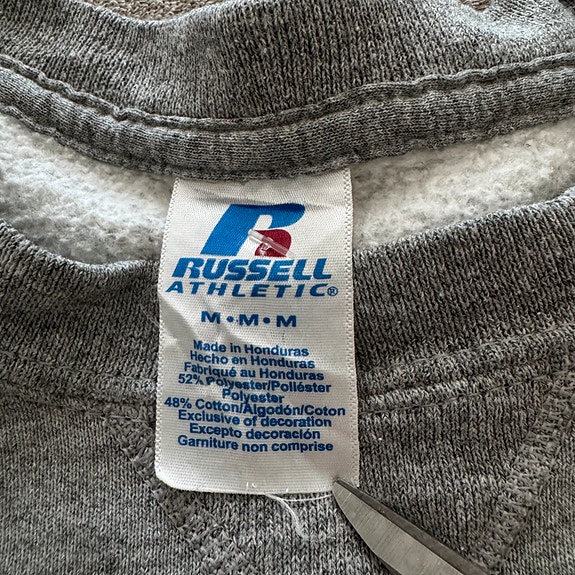 R
RUSSELL
ATHLETIC®
M•M•M
Made in Honduras
Hecho en Honduras
Fabriqué au Honduras
52% Polyester/Poliéster
Polyester
48% Cotton/Algodón/Coton
Exclusive of decoration
Excepto decoración
Garniture non comprise